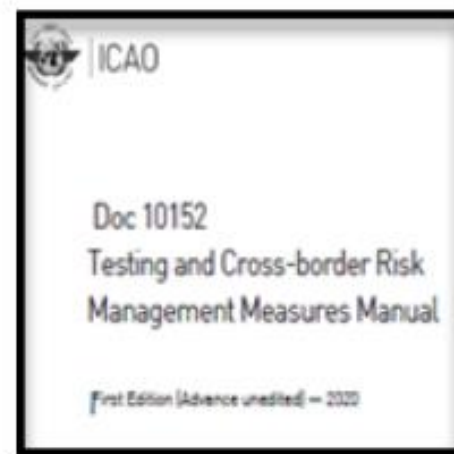 ICAO
Doc 10152
Testing and Cross-border Risk
Management Measures Manual
First Edition (Advance unedited) — 2020